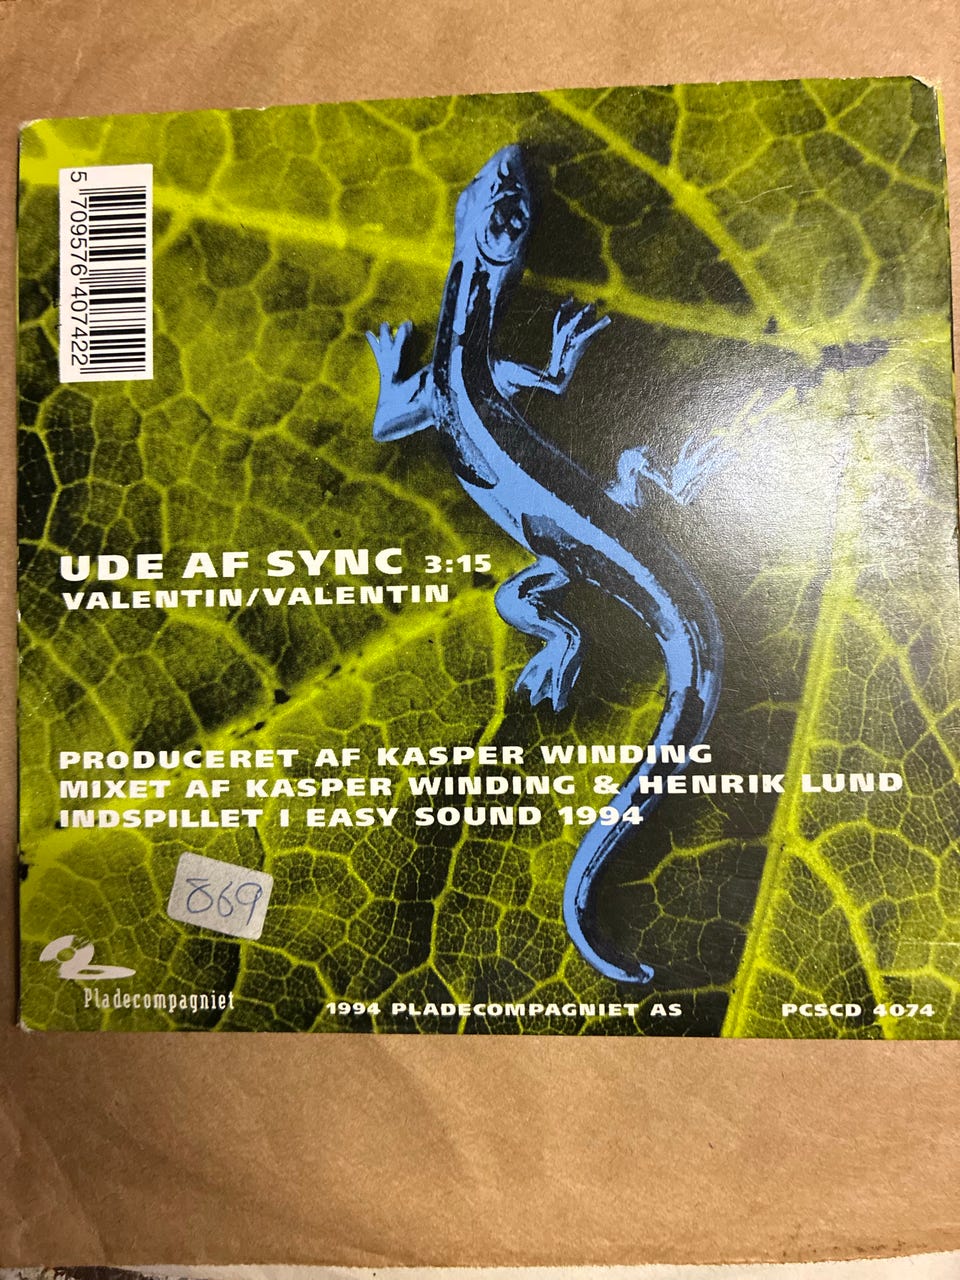 5 709576 407422
UDE AF SYNC 3:15
VALENTIN/VALENTIN
PRODUCERET AF KASPER WINDING
MIXET AF KASPER WINDING & HENRIK LUND
INDSPILLET I EASY SOUND 1994
869
Pladecompagniet
1994 PLADECOMPAGNIET AS
PCSCD 4074